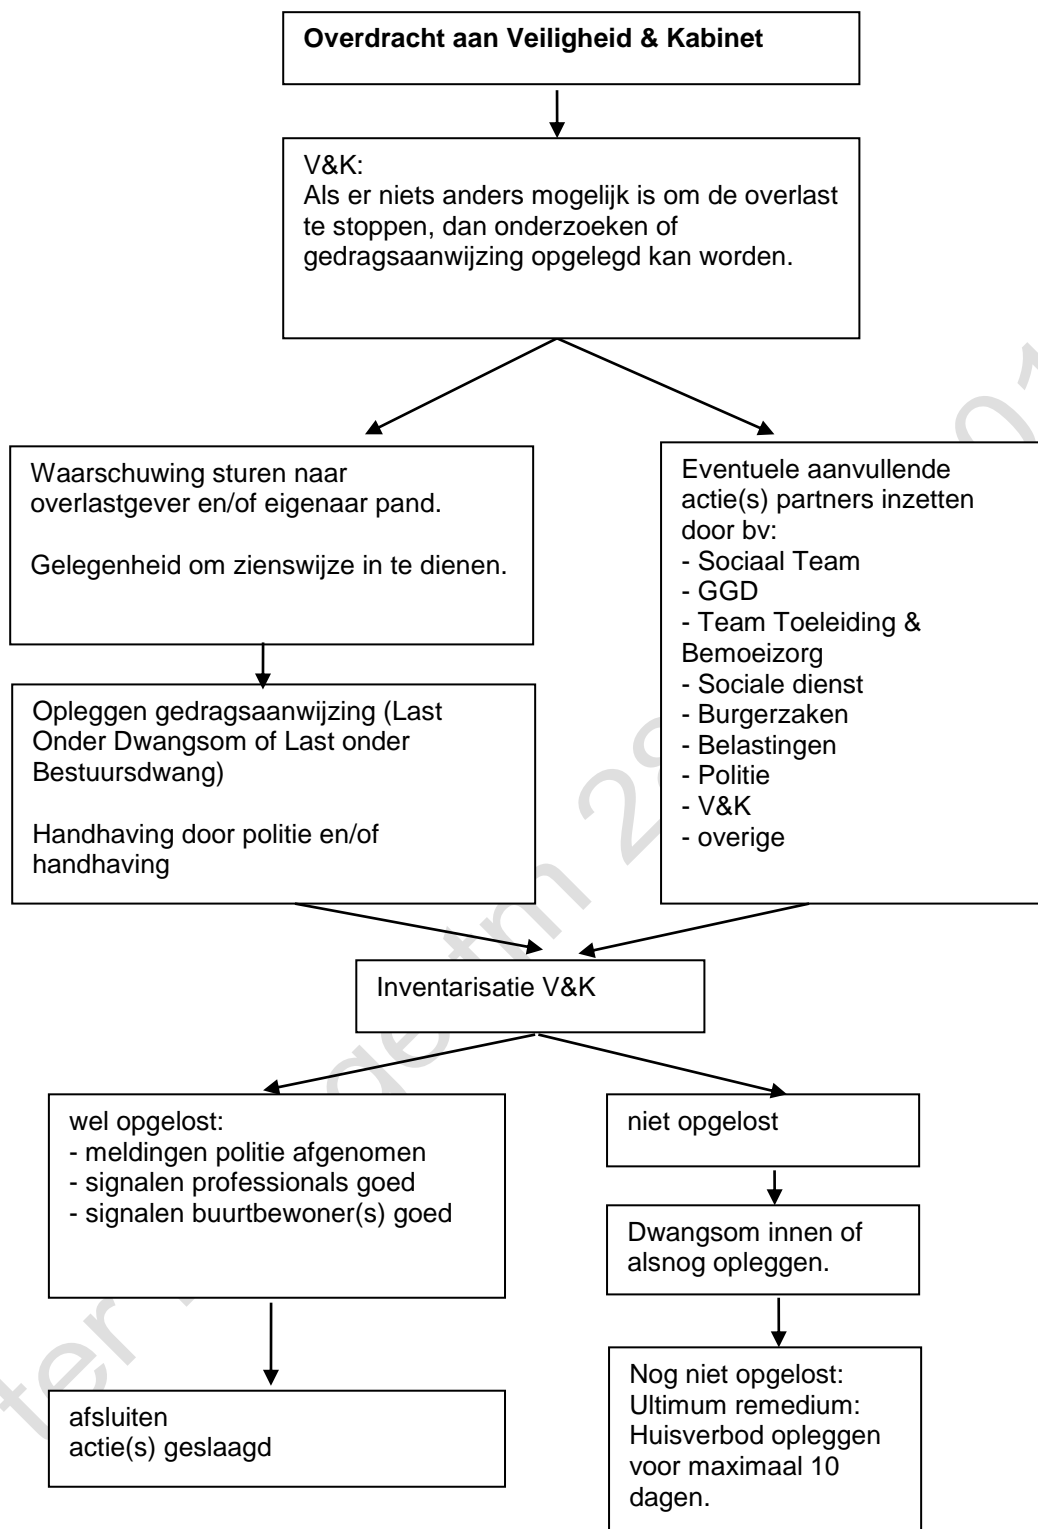 Overdracht aan Veiligheid & Kabinet
V&K:
Als er niets anders mogelijk is om de overlast
te stoppen, dan onderzoeken of
gedragsaanwijzing opgelegd kan worden.
Waarschuwing sturen naar
overlastgever en/of eigenaar pand.
Gelegenheid om zienswijze in te dienen.
Eventuele aanvullende
actie(s) partners inzetten
door bv:
- Sociaal Team
- GGD
- Team Toeleiding &
Bemoeizorg
- Sociale dienst
- Burgerzaken
- Belastingen
- Politie
- V&K
- overige
Opleggen gedragsaanwijzing (Last
Onder Dwangsom of Last onder
Bestuursdwang)
Handhaving door politie en/of
handhaving
Inventarisatie V&K
wel opgelost:
- meldingen politie afgenomen
- signalen professionals goed
- signalen buurtbewoner(s) goed
niet opgelost
Dwangsom innen of
alsnog opleggen.
afsluiten
actie(s) geslaagd
Nog niet opgelost:
Ultimum remedium:
Huisverbod opleggen
voor maximaal 10
dagen.